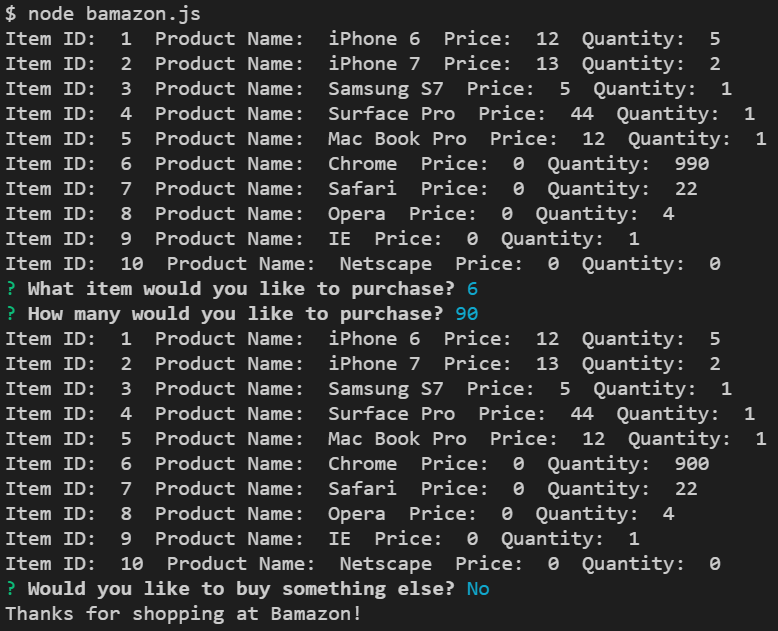 $ node bamazon.js
Item ID:  1  Product Name:  iPhone 6  Price:  12  Quantity:  5
Item ID:  2  Product Name:  iPhone 7  Price:  13  Quantity:  2
Item ID:  3  Product Name:  Samsung S7  Price:  5  Quantity:  1
Item ID:  4  Product Name:  Surface Pro  Price:  44  Quantity:  1
Item ID:  5  Product Name:  Mac Book Pro  Price:  12  Quantity:  1
Item ID:  6  Product Name:  Chrome  Price:  0  Quantity:  990
Item ID:  7  Product Name:  Safari  Price:  0  Quantity:  22
Item ID:  8  Product Name:  Opera  Price:  0  Quantity:  4
Item ID:  9  Product Name:  IE  Price:  0  Quantity:  1
Item ID:  10  Product Name:  Netscape  Price:  0  Quantity:  0
? What item would you like to purchase? 6
? How many would you like to purchase? 90
Item ID:  1  Product Name:  iPhone 6  Price:  12  Quantity:  5
Item ID:  2  Product Name:  iPhone 7  Price:  13  Quantity:  2
Item ID:  3  Product Name:  Samsung S7  Price:  5  Quantity:  1
Item ID:  4  Product Name:  Surface Pro  Price:  44  Quantity:  1
Item ID:  5  Product Name:  Mac Book Pro  Price:  12  Quantity:  1
Item ID:  6  Product Name:  Chrome  Price:  0  Quantity:  900
Item ID:  7  Product Name:  Safari  Price:  0  Quantity:  22
Item ID:  8  Product Name:  Opera  Price:  0  Quantity:  4
Item ID:  9  Product Name:  IE  Price:  0  Quantity:  1
Item ID:  10  Product Name:  Netscape  Price:  0  Quantity:  0
? Would you like to buy something else? No
Thanks for shopping at Bamazon!